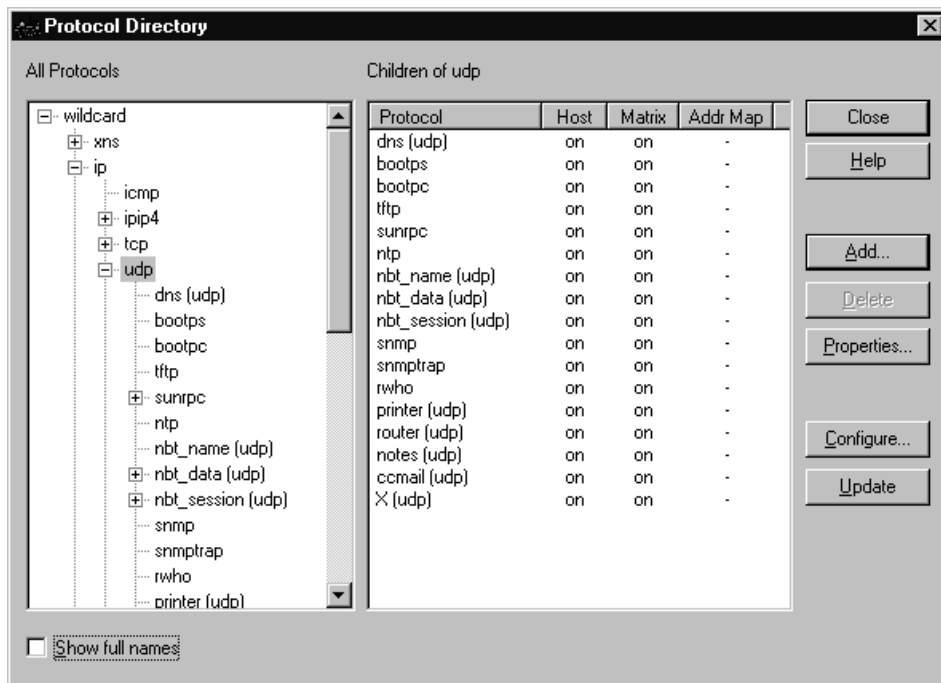 Protocol Directory
All Protocols
wildcard
xns
ip
icmp
ipip4
tcp
udp
dns (udp)
bootps
bootpc
tftp
sunrpc
ntp
nbt_name (udp)
nbt_data (udp)
nbt_session (udp)
snmp
snmptrap
rwho
printer (udp)
Show full names
Children of udp
Protocol Host Matrix Addr Map
dns (udp) on on -
bootps on on -
bootpc on on -
tftp on on -
sunrpc on on -
ntp on on -
nbt_name (udp) on on -
nbt_data (udp) on on -
nbt_session (udp) on on -
snmp on on -
snmptrap on on -
rwho on on -
printer (udp) on on -
router (udp) on on -
notes (udp) on on -
ccmail (udp) on on -
X (udp) on on -
Close
Help
Add...
Delete
Properties...
Configure...
Update